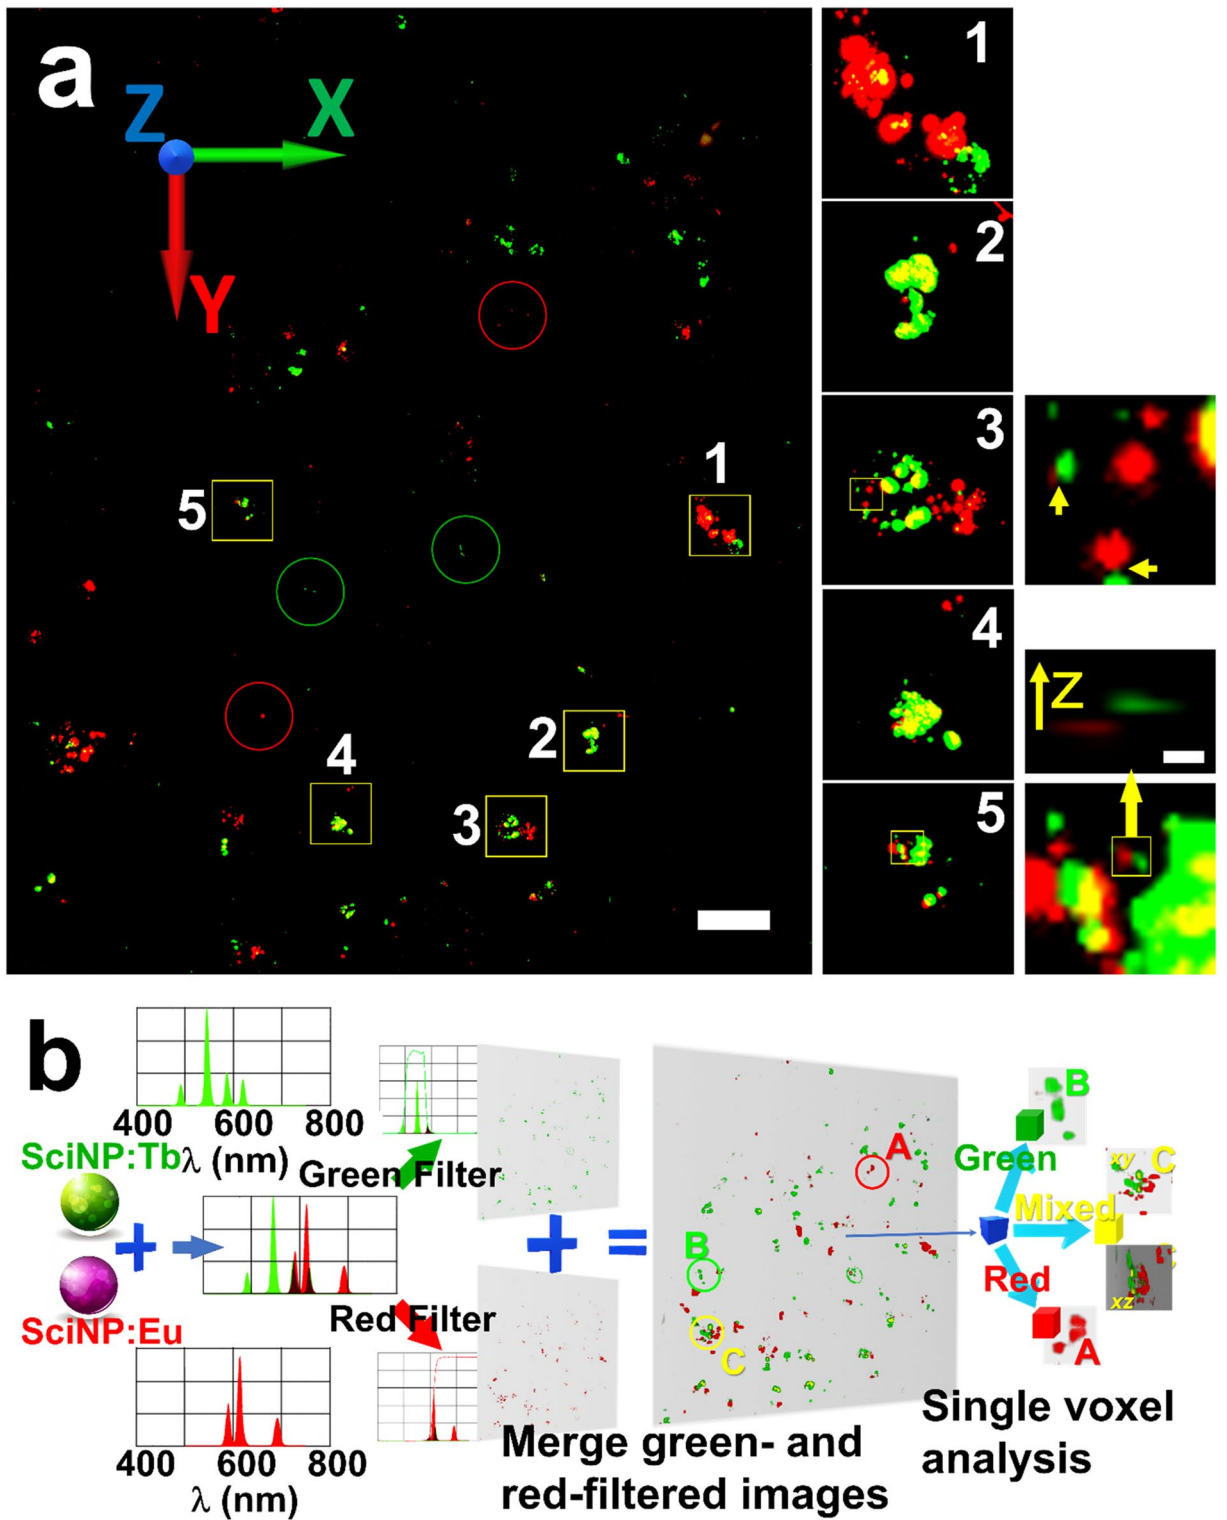 a
Z
X
Y
1
2
3
4
5
1
2
3
4
5
Z
b
400 600 800
λ (nm)
SciNP:Tb
SciNP:Eu
Green Filter
Red Filter
400 600 800
λ (nm)
A
B
C
Merge green- and
red-filtered images
Green
Mixed
Red
B
xy
C
xz
A
Single voxel
analysis